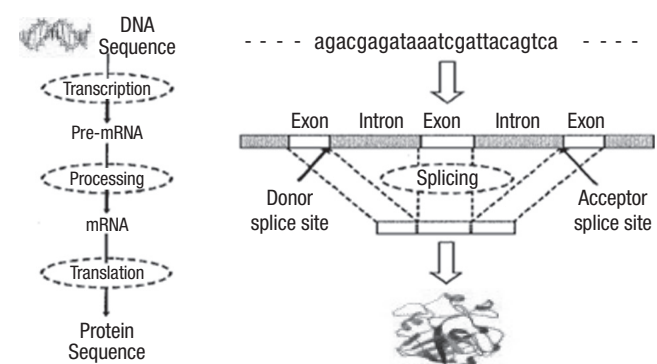 DNA
Sequence
Transcription
Pre-mRNA
Processing
mRNA
Translation
Protein
Sequence
- - - - agacgagataaatcgattacagtca - - - -
Exon Intron Exon Intron Exon
Splicing
Donor
splice site
Acceptor
splice site